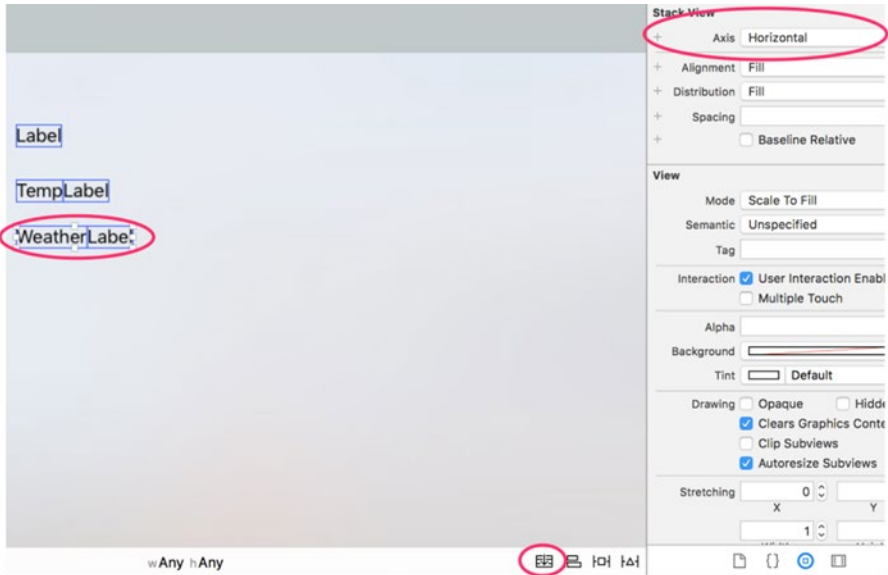 Stack View
+ Axis Horizontal
+ Alignment Fill
+ Distribution Fill
+ Spacing
+ Baseline Relative
Label
TempLabel
WeatherLabel
View
Mode Scale To Fill
Semantic Unspecified
Tag
Interaction User Interaction Enabl
Multiple Touch
Alpha
Background
Tint Default
Drawing Opaque Hidde
Clears Graphics Conte
Clip Subviews
Autoresize Subviews
Stretching 0
X Y
1
wAny hAny